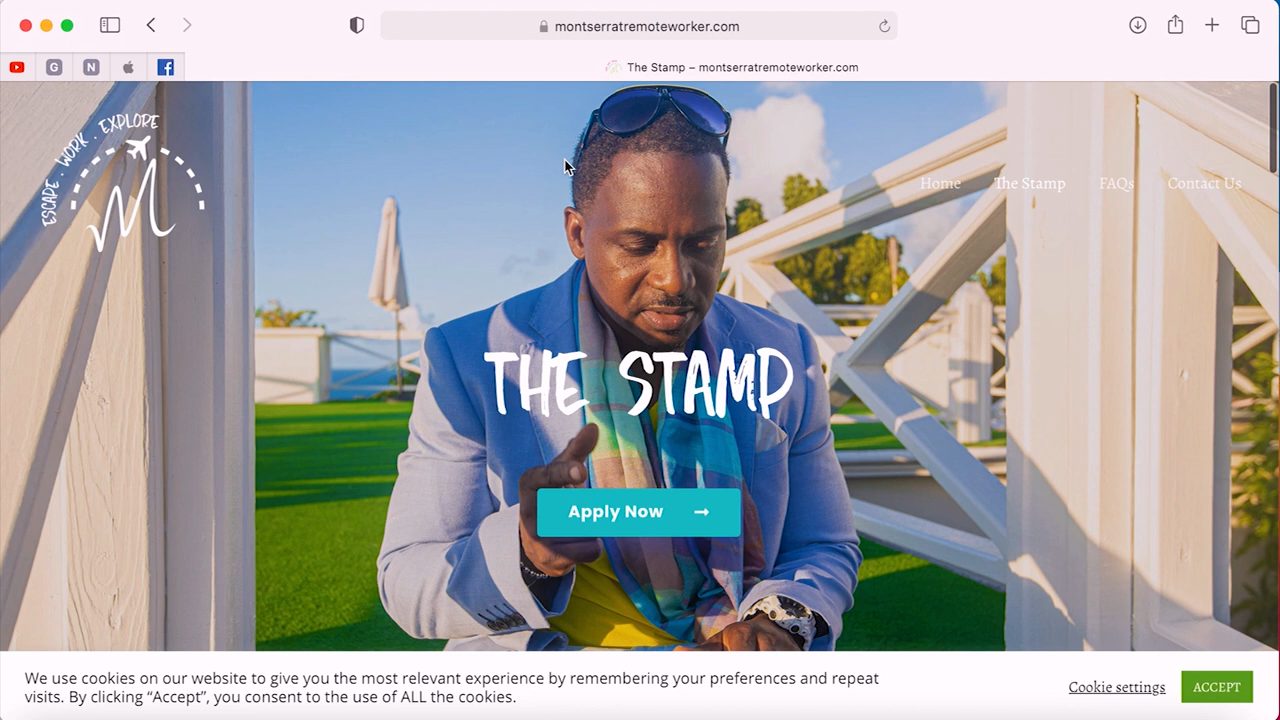 montserratremoteworker.com
G
N
The Stamp – montserratremoteworker.com
ESCAPE . WORK . EXPLORE
M
Home
The Stamp
FAQs
Contact Us
THE STAMP
Apply Now →
We use cookies on our website to give you the most relevant experience by remembering your preferences and repeat
visits. By clicking “Accept”, you consent to the use of ALL the cookies.
Cookie settings
ACCEPT